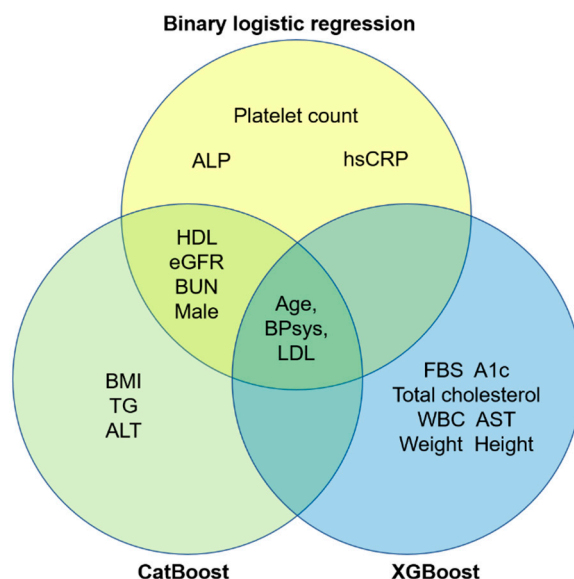 Binary logistic regression
Platelet count
ALP hsCRP
HDL
eGFR
BUN
Male
Age,
BPsys,
LDL
BMI
TG
ALT
FBS A1c
Total cholesterol
WBC AST
Weight Height
CatBoost XGBoost